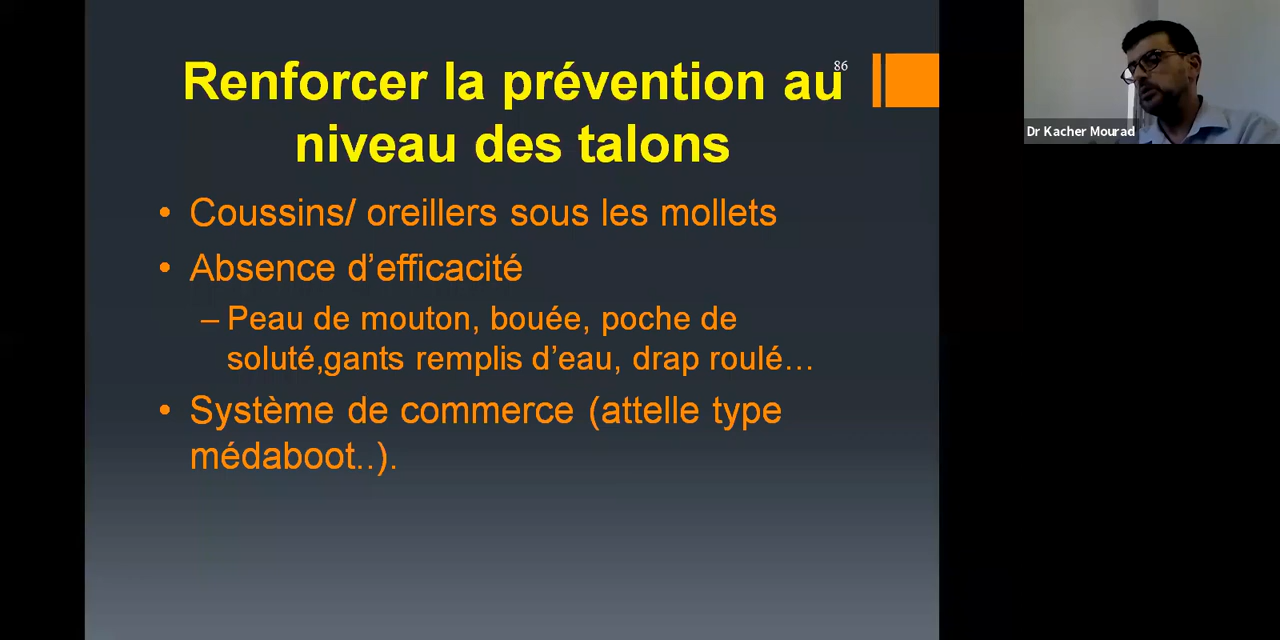 86
Renforcer la prévention au
niveau des talons
• Coussins/ oreillers sous les mollets
• Absence d’efficacité
– Peau de mouton, bouée, poche de
soluté,gants remplis d’eau, drap roulé…
• Système de commerce (attelle type
médaboot..).
Dr Kacher Mourad